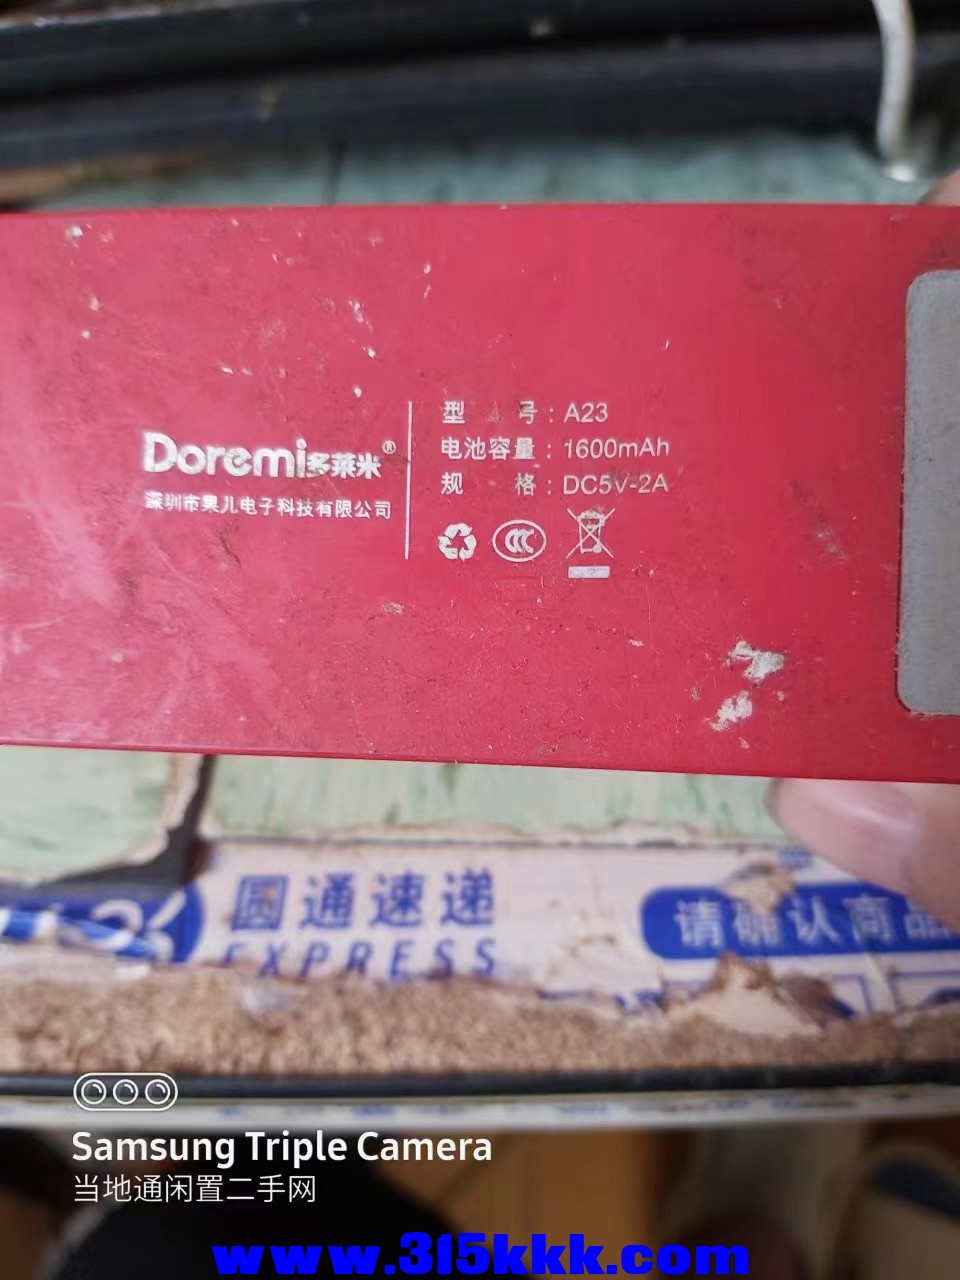 Doremi多莱米®
深圳市果儿电子科技有限公司
型 号：A23
电池容量：1600mAh
规 格：DC5V-2A
圆通速递
EXPRESS
请确认商品
Samsung Triple Camera
当地通闲置二手网
www.315kkk.com